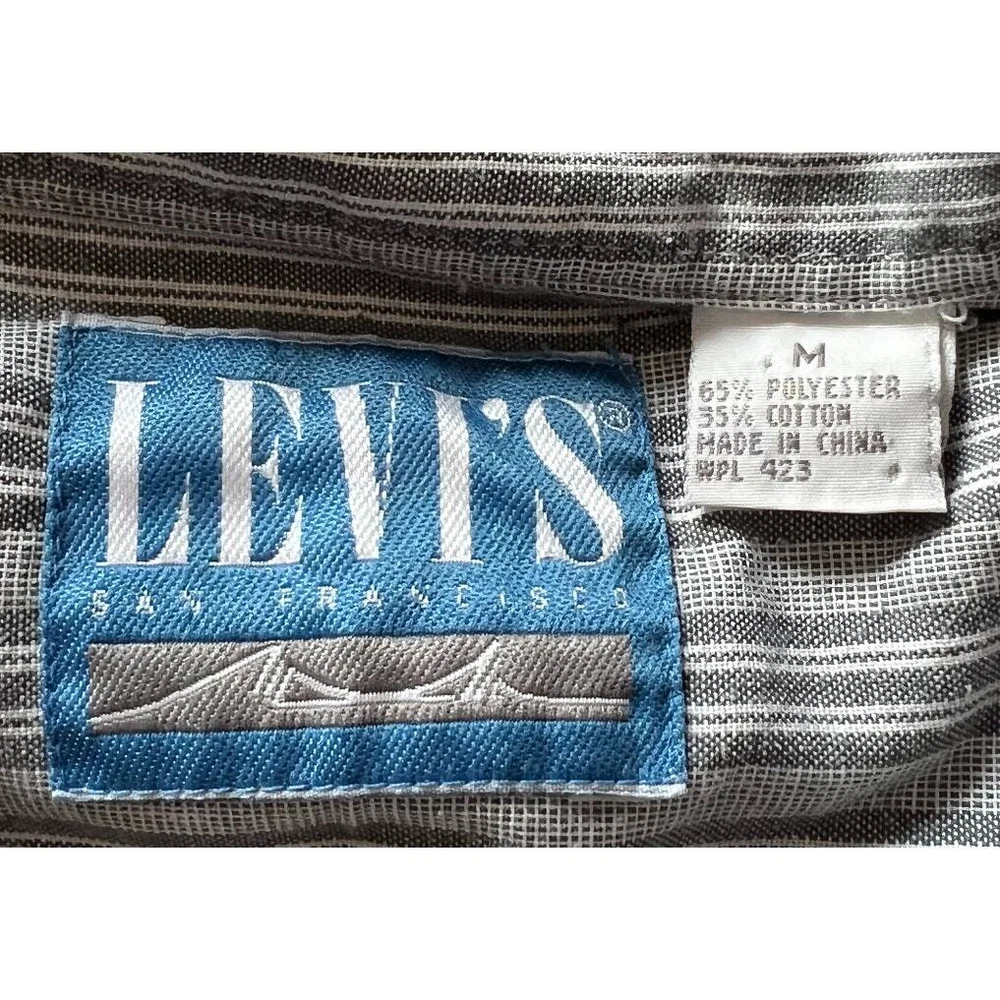 LEVI'S®
SAN FRANCISCO
M
65% POLYESTER
35% COTTON
MADE IN CHINA
WPL 423